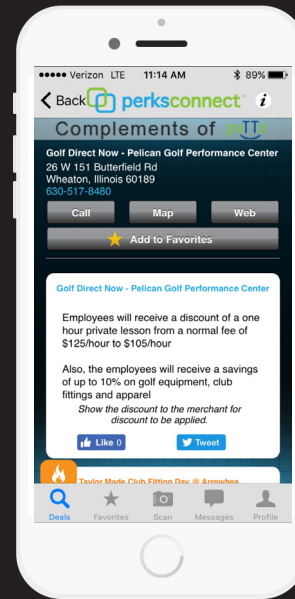 Verizon LTE 11:14 AM 89%
Back perksconnect™ i
Complements of
Golf Direct Now - Pelican Golf Performance Center
26 W 151 Butterfield Rd
Wheaton, Illinois 60189
630-517-8480
Call Map Web
Add to Favorites
Golf Direct Now - Pelican Golf Performance Center
Employees will receive a discount of a one
hour private lesson from a normal fee of
$125/hour to $105/hour
Also, the employees will receive a savings
of up to 10% on golf equipment, club
fittings and apparel
Show the discount to the merchant for
discount to be applied.
Like 0 Tweet
Taylor Made Club Fitting Day @ Arrowhea
Deals Favorites Scan Messages Profile